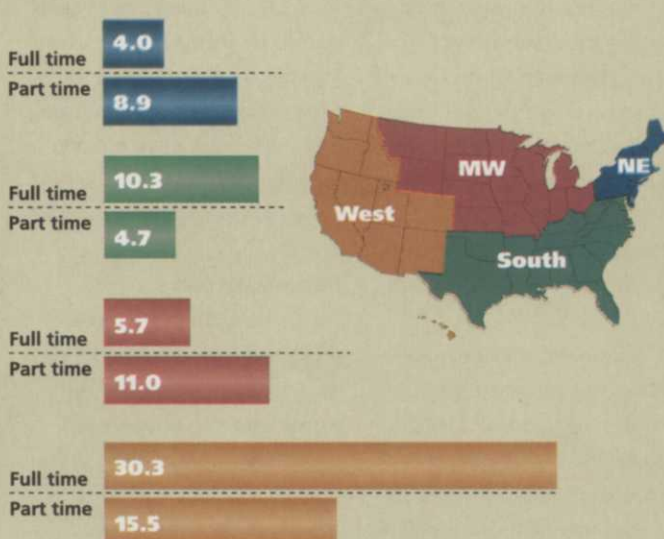 4.0
Full time
Part time
8.9
10.3
Full time
Part time
4.7
MW
NE
West
South
5.7
Full time
Part time
11.0
30.3
Full time
Part time
15.5